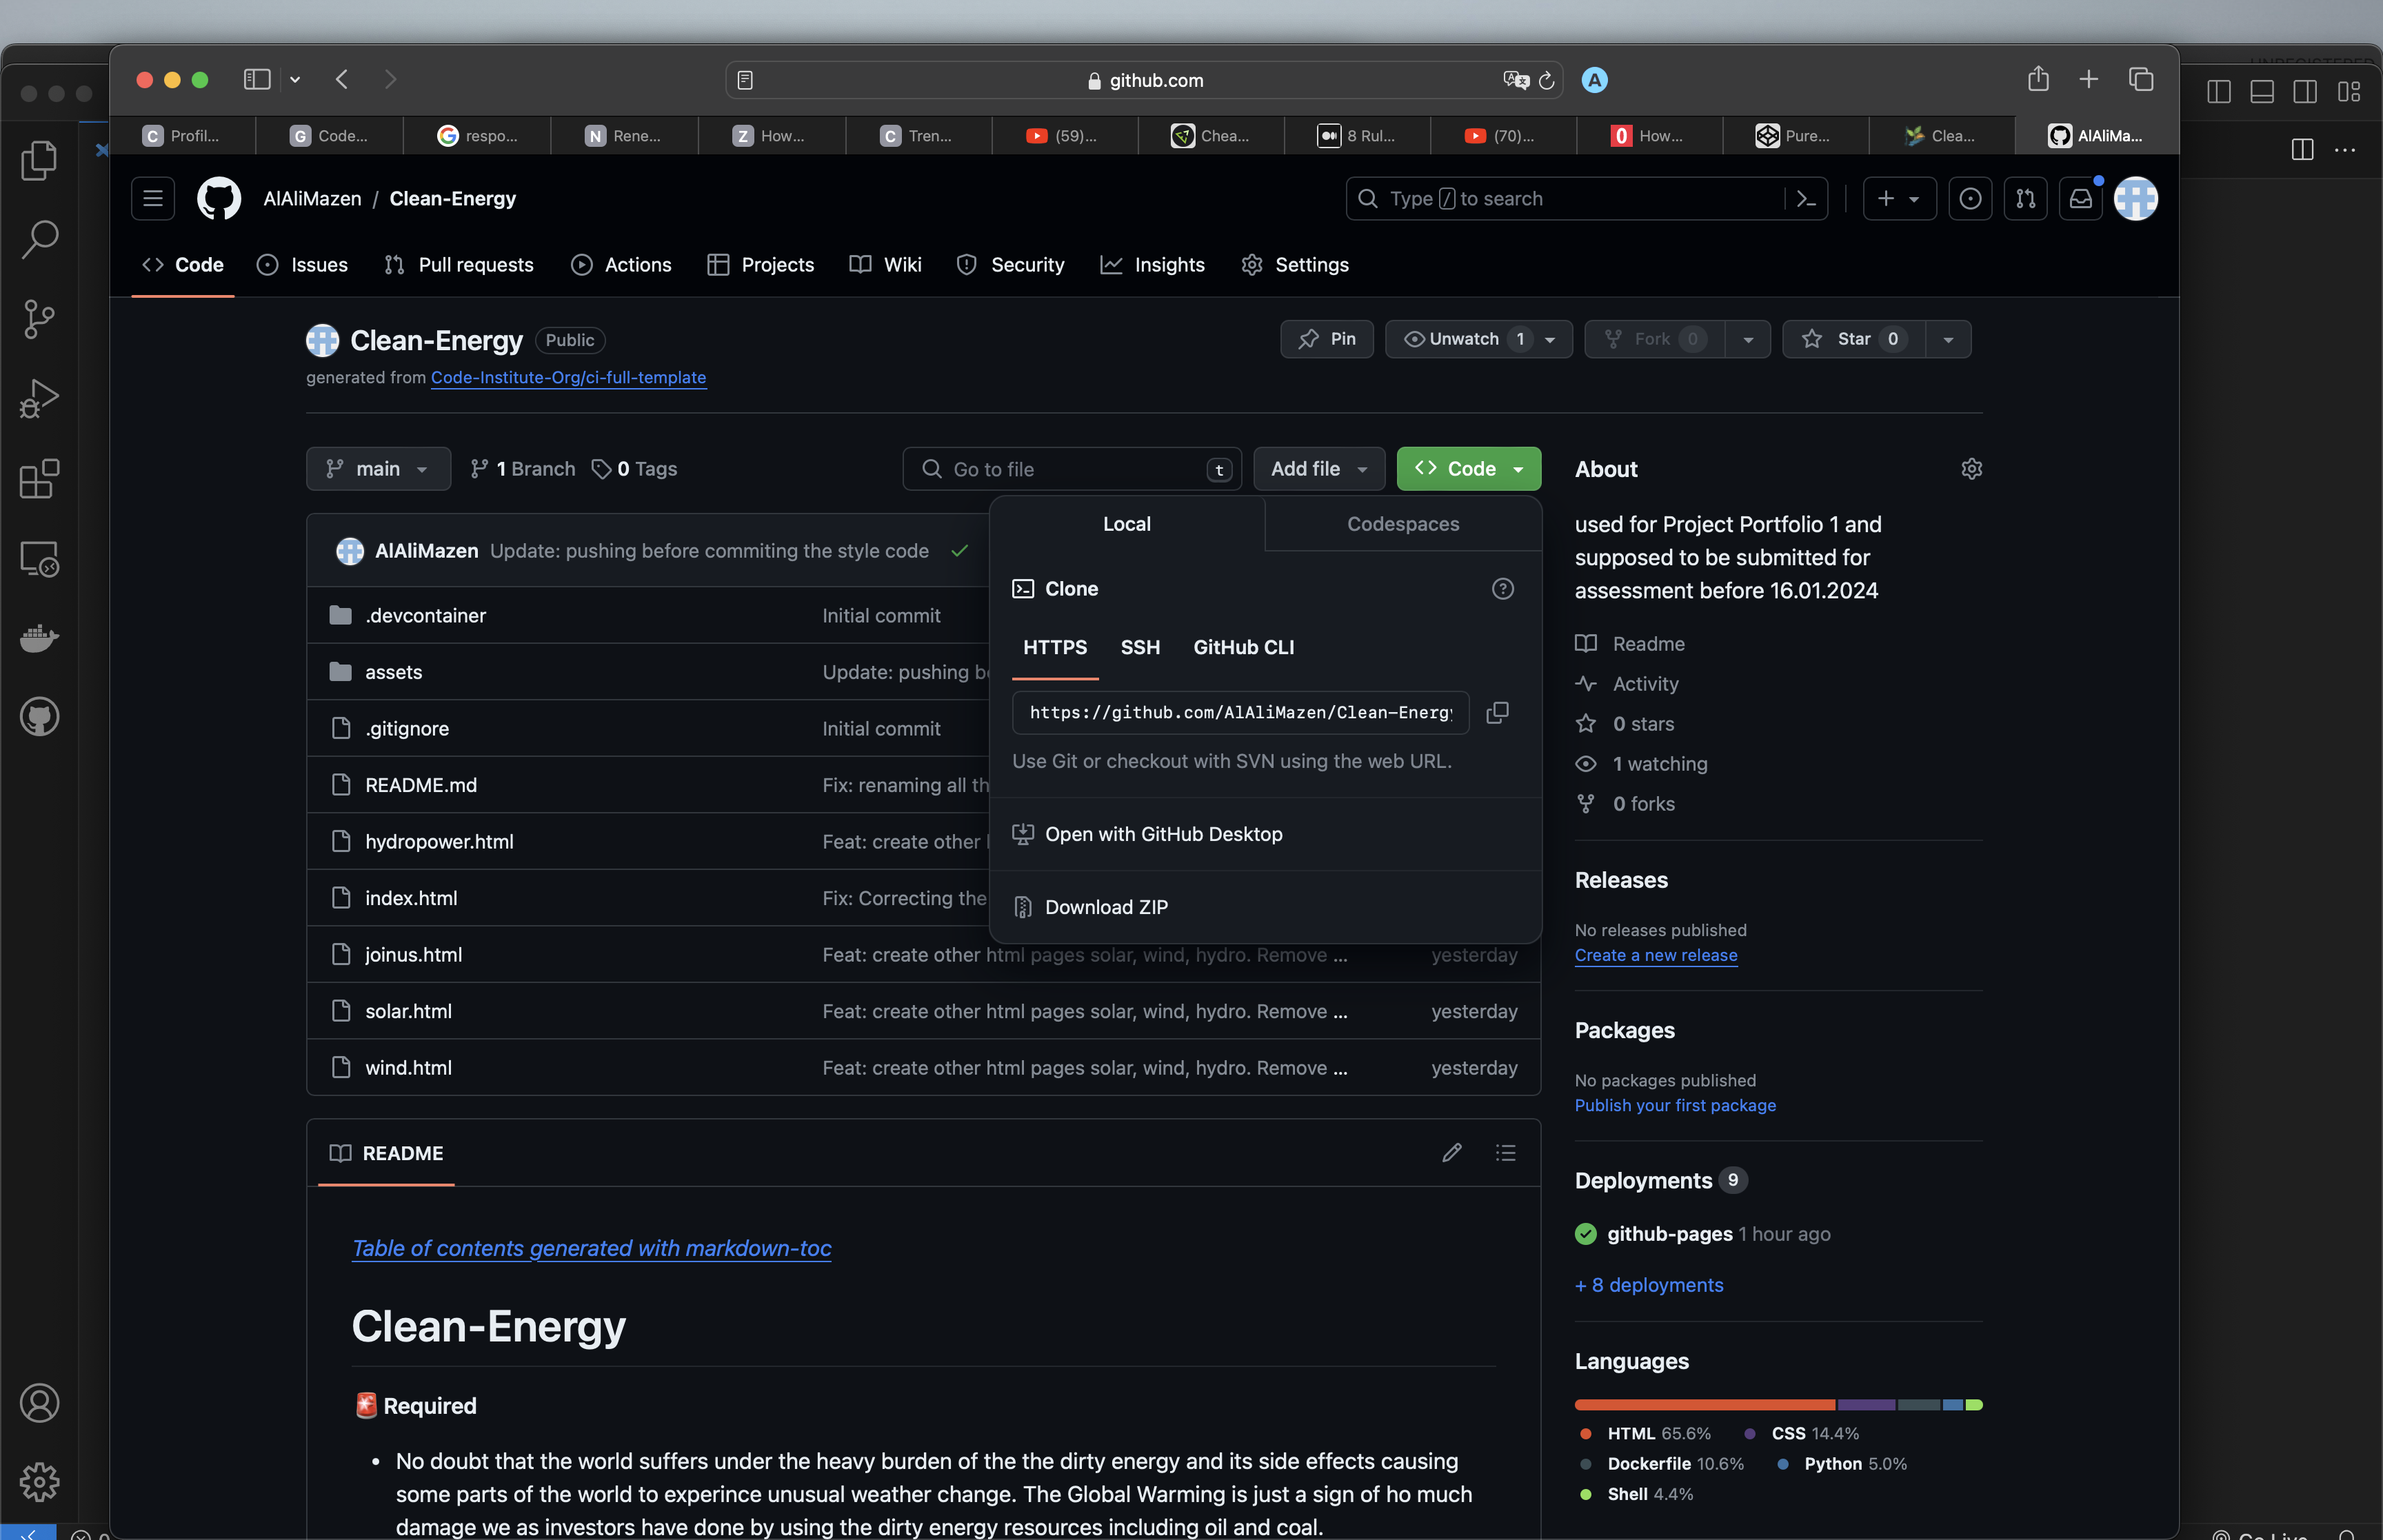 github.com
Profil...
Code...
respo...
Rene...
How...
Tren...
(59)...
Chea...
8 Rul...
(70)...
How...
Pure...
Clea...
AlAliMa...
AlAliMazen / Clean-Energy
Type / to search
Code
Issues
Pull requests
Actions
Projects
Wiki
Security
Insights
Settings
Clean-Energy Public
Pin
Unwatch 1
Fork 0
Star 0
generated from Code-Institute-Org/ci-full-template
main
1 Branch
0 Tags
Go to file t
Add file
Code
About
used for Project Portfolio 1 and
supposed to be submitted for
assessment before 16.01.2024
Readme
Activity
0 stars
1 watching
0 forks
Local
Codespaces
Clone
HTTPS
SSH
GitHub CLI
https://github.com/AlAliMazen/Clean-Energy
Use Git or checkout with SVN using the web URL.
Open with GitHub Desktop
Download ZIP
AlAliMazen Update: pushing before commiting the style code
.devcontainer Initial commit
assets Update: pushing be
.gitignore Initial commit
README.md Fix: renaming all th
hydropower.html Feat: create other
index.html Fix: Correcting the
joinus.html Feat: create other html pages solar, wind, hydro. Remove ... yesterday
solar.html Feat: create other html pages solar, wind, hydro. Remove ... yesterday
wind.html Feat: create other html pages solar, wind, hydro. Remove ... yesterday
Releases
No releases published
Create a new release
Packages
No packages published
Publish your first package
Deployments 9
github-pages 1 hour ago
+ 8 deployments
Languages
HTML 65.6%
CSS 14.4%
Dockerfile 10.6%
Python 5.0%
Shell 4.4%
README
Table of contents generated with markdown-toc
Clean-Energy
🚨 Required
• No doubt that the world suffers under the heavy burden of the the dirty energy and its side effects causing
some parts of the world to experince unusual weather change. The Global Warming is just a sign of ho much
damage we as investors have done by using the dirty energy resources including oil and coal.
Go Live